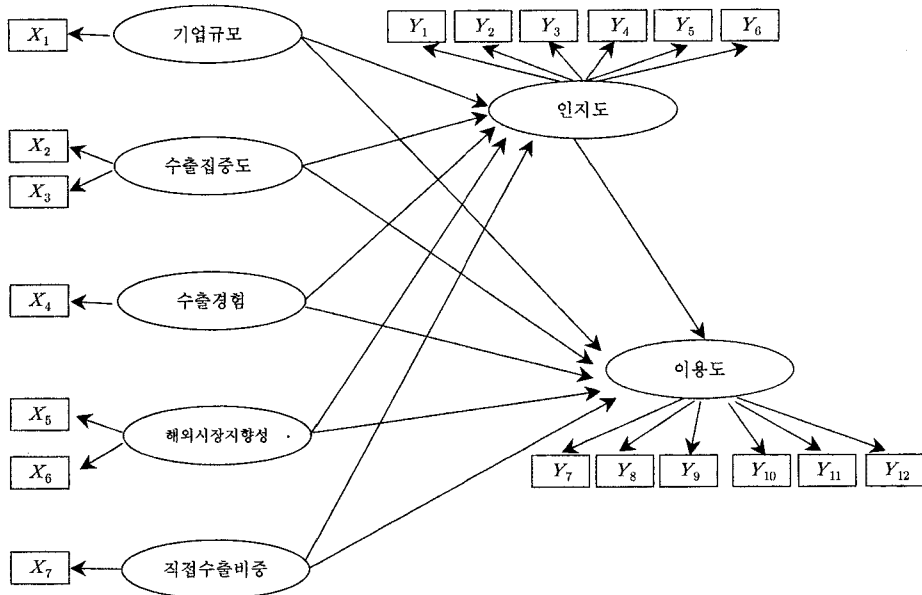 X₁ 기업규모 Y₁ Y₂ Y₃ Y₄ Y₅ Y₆
인지도
X₂ 수출집중도
X₃
X₄ 수출경험
이용도
X₅ 해외시장지향성
X₆
Y₇ Y₈ Y₉ Y₁₀ Y₁₁ Y₁₂
X₇ 직접수출비중